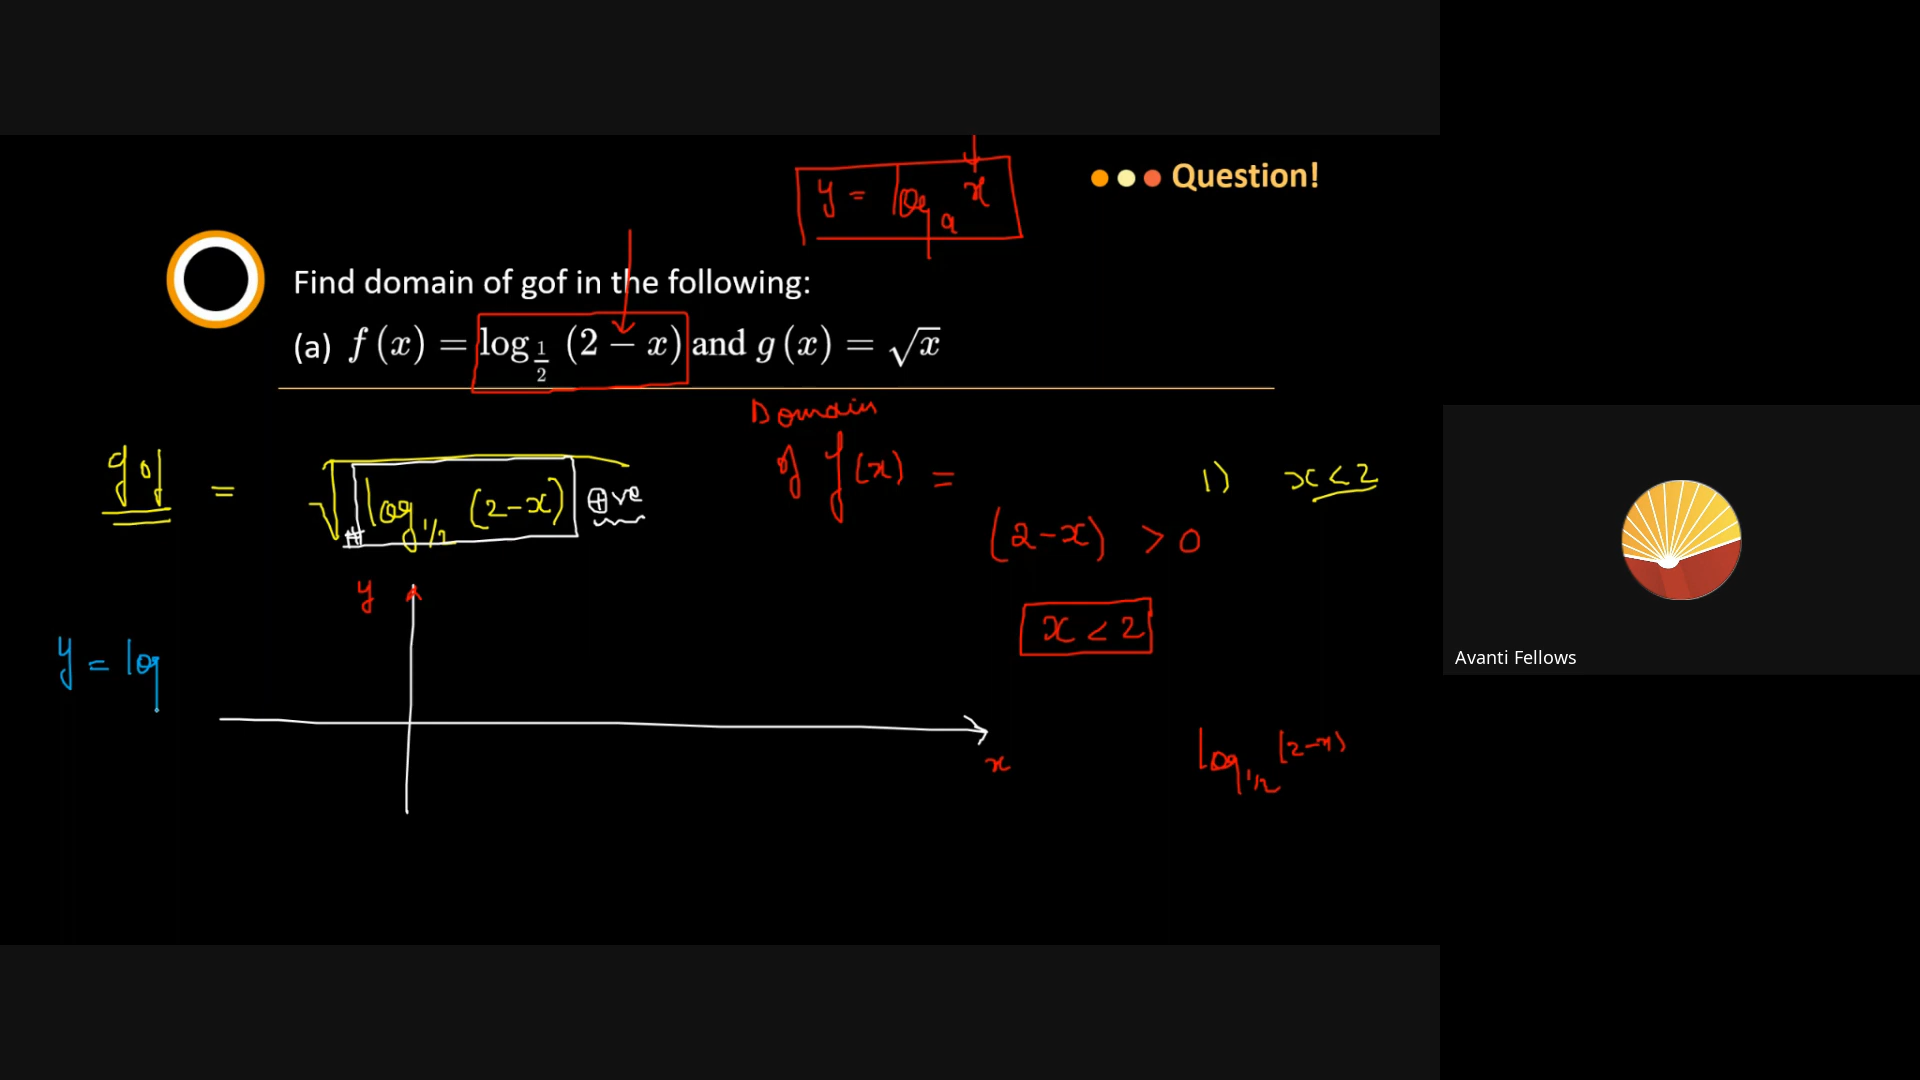 y = log_a x
Question!
Find domain of gof in the following:
(a) f (x) = log_{1/2} (2 − x) and g (x) = √x
Domain
of f(x) =
gof = √log_{1/2} (2-x) ⊕ve
1) x < 2
(2-x) > 0
y
x < 2
y = log
Avanti Fellows
x
log_{1/2} (2-x)